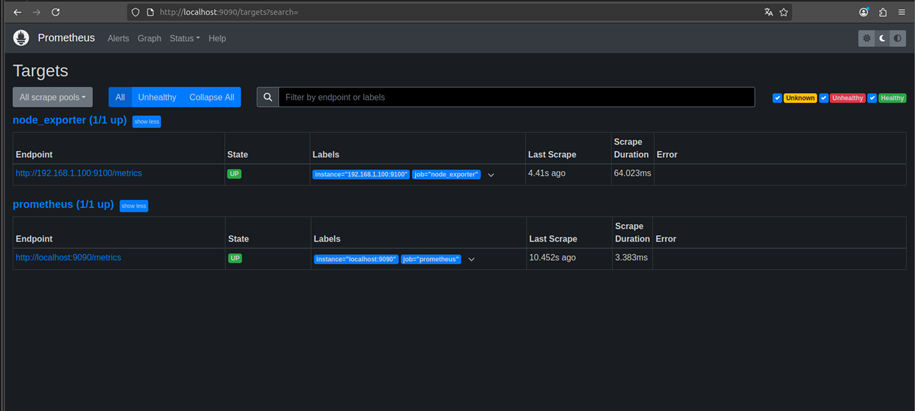 http://localhost:9090/targets?search=
Prometheus Alerts Graph Status Help
Targets
All scrape pools All Unhealthy Collapse All Filter by endpoint or labels Unknown Unhealthy Healthy
node_exporter (1/1 up) show less
Endpoint State Labels Last Scrape Scrape Duration Error
http://192.168.1.100:9100/metrics UP instance="192.168.1.100:9100" job="node_exporter" 4.41s ago 64.023ms
prometheus (1/1 up) show less
Endpoint State Labels Last Scrape Scrape Duration Error
http://localhost:9090/metrics UP instance="localhost:9090" job="prometheus" 10.452s ago 3.383ms